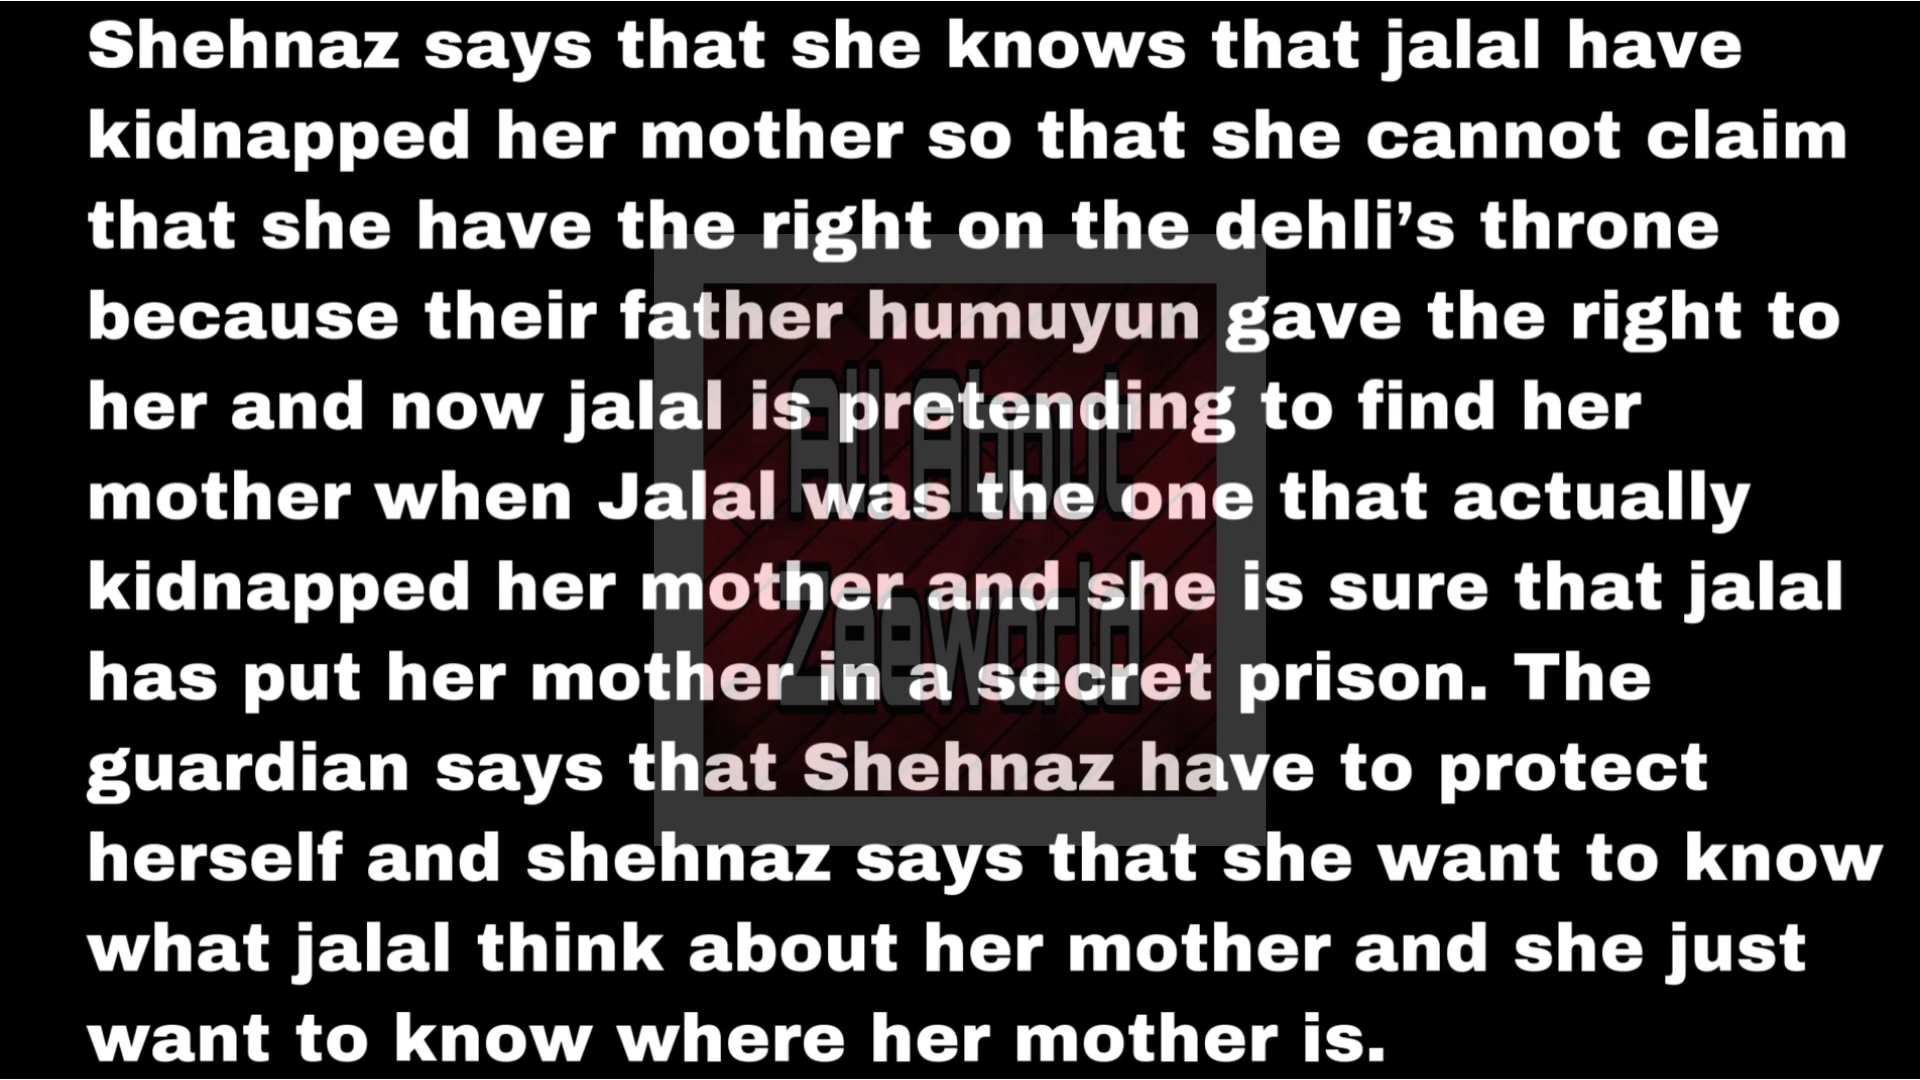 Shehnaz says that she knows that jalal have
kidnapped her mother so that she cannot claim
that she have the right on the dehli’s throne
because their father humuyun gave the right to
her and now jalal is pretending to find her
mother when Jalal was the one that actually
kidnapped her mother and she is sure that jalal
has put her mother in a secret prison. The
guardian says that Shehnaz have to protect
herself and shehnaz says that she want to know
what jalal think about her mother and she just
want to know where her mother is.
All About
Zeeworld